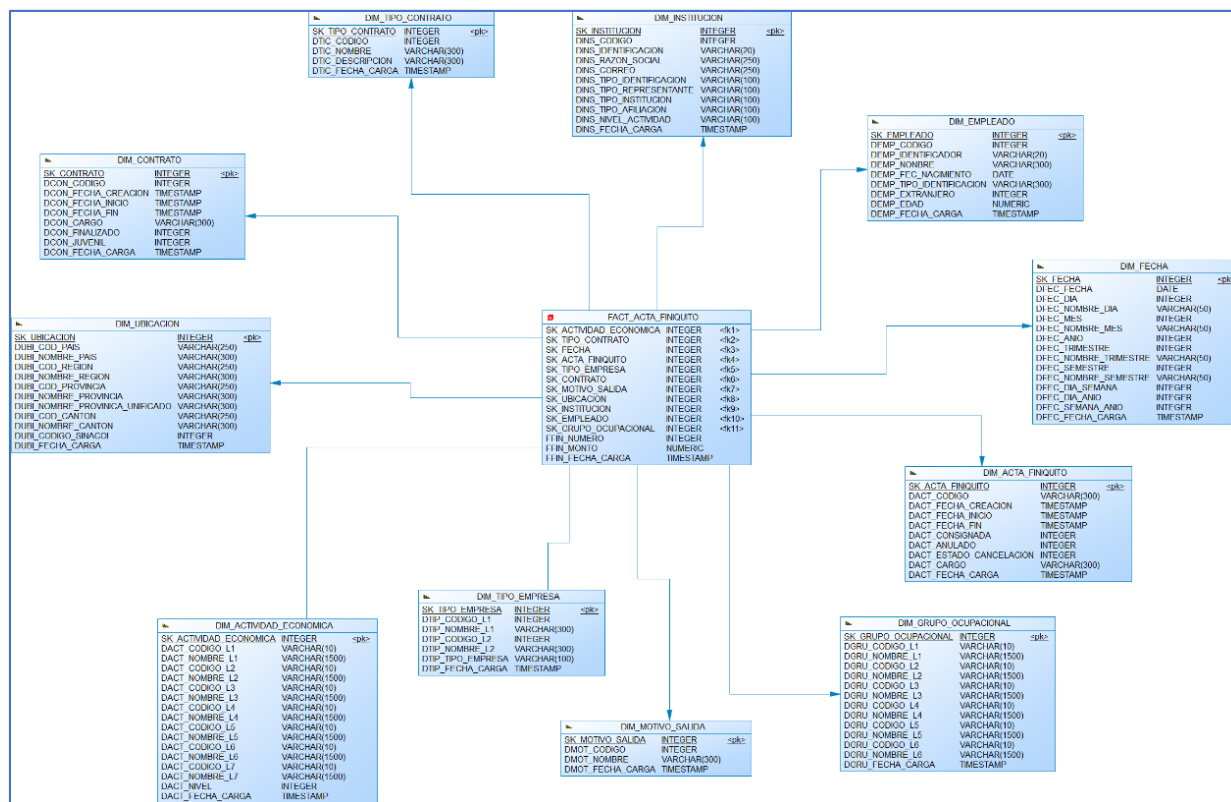 DIM_TIPO_CONTRATO
SK_TIPO_CONTRATO INTEGER <pk>
DTIC_CODIGO INTEGER
DTIC_NOMBRE VARCHAR(300)
DTIC_DESCRIPCION VARCHAR(300)
DTIC_FECHA_CARGA TIMESTAMP
DIM_INSTITUCION
SK_INSTITUCION INTEGER <pk>
DINS_CODIGO INTEGER
DINS_IDENTIFICACION VARCHAR(20)
DINS_RAZON_SOCIAL VARCHAR(250)
DINS_CORREO VARCHAR(250)
DINS_TIPO_IDENTIFICACION VARCHAR(100)
DINS_TIPO_REPRESENTANTE VARCHAR(100)
DINS_TIPO_INSTITUCION VARCHAR(100)
DINS_TIPO_AFILIACION VARCHAR(100)
DINS_NIVEL_ACTIVIDAD VARCHAR(100)
DINS_FECHA_CARGA TIMESTAMP
DIM_EMPLEADO
SK_EMPLEADO INTEGER <pk>
DEMP_CODIGO INTEGER
DEMP_IDENTIFICADOR VARCHAR(20)
DEMP_NONBRE VARCHAR(300)
DEMP_FEC_NACIMIENTO DATE
DEMP_TIPO_IDENTIFICACION VARCHAR(300)
DEMP_EXTRANJERO INTEGER
DEMP_EDAD NUMERIC
DEMP_FECHA_CARGA TIMESTAMP
DIM_CONTRATO
SK_CONTRATO INTEGER <pk>
DCON_CODIGO INTEGER
DCON_FECHA_CREACION TIMESTAMP
DCON_FECHA_INICIO TIMESTAMP
DCON_FECHA_FIN TIMESTAMP
DCON_CARGO VARCHAR(300)
DCON_FINALIZADO INTEGER
DCON_JUVENIL INTEGER
DCON_FECHA_CARGA TIMESTAMP
DIM_FECHA
SK_FECHA INTEGER <pk>
DFEC_FECHA DATE
DFEC_DIA INTEGER
DFEC_NOMBRE_DIA VARCHAR(50)
DFEC_MES INTEGER
DFEC_NOMBRE_MES VARCHAR(50)
DFEC_ANIO INTEGER
DFEC_TRIMESTRE INTEGER
DFEC_NOMBRE_TRIMESTRE VARCHAR(50)
DFEC_SEMESTRE INTEGER
DFEC_NOMBRE_SEMESTRE VARCHAR(50)
DFEC_DIA_SEMANA INTEGER
DFEC_DIA_ANIO INTEGER
DFEC_SEMANA_ANIO INTEGER
DFEC_FECHA_CARGA TIMESTAMP
FACT_ACTA_FINIQUITO
SK_ACTIVIDAD_ECONOMICA INTEGER <fk1>
SK_TIPO_CONTRATO INTEGER <fk2>
SK_FECHA INTEGER <fk3>
SK_ACTA_FINIQUITO INTEGER <fk4>
SK_TIPO_EMPRESA INTEGER <fk5>
SK_CONTRATO INTEGER <fk6>
SK_MOTIVO_SALIDA INTEGER <fk7>
SK_UBICACION INTEGER <fk8>
SK_INSTITUCION INTEGER <fk9>
SK_EMPLEADO INTEGER <fk10>
SK_GRUPO_OCUPACIONAL INTEGER <fk11>
FFIN_NUMERO INTEGER
FFIN_MONTO NUMERIC
FFIN_FECHA_CARGA TIMESTAMP
DIM_UBICACION
SK_UBICACION INTEGER <pk>
DUBI_COD_PAIS VARCHAR(250)
DUBI_NOMBRE_PAIS VARCHAR(300)
DUBI_COD_REGION VARCHAR(250)
DUBI_NOMBRE_REGION VARCHAR(300)
DUBI_COD_PROVINCIA VARCHAR(250)
DUBI_NOMBRE_PROVINCIA VARCHAR(300)
DUBI_NOMBRE_PROVINCA_UNIFICADO VARCHAR(300)
DUBI_COD_CANTON VARCHAR(250)
DUBI_NOMBRE_CANTON VARCHAR(300)
DUBI_CODIGO_SINACOI INTEGER
DUBI_FECHA_CARGA TIMESTAMP
DIM_ACTA_FINIQUITO
SK_ACTA_FINIQUITO INTEGER <pk>
DACT_CODIGO VARCHAR(300)
DACT_FECHA_CREACION TIMESTAMP
DACT_FECHA_INICIO TIMESTAMP
DACT_FECHA_FIN TIMESTAMP
DACT_CONSIGNADA INTEGER
DACT_ANULADO INTEGER
DACT_ESTADO_CANCELACION INTEGER
DACT_CARGO VARCHAR(300)
DACT_FECHA_CARGA TIMESTAMP
DIM_TIPO_EMPRESA
SK_TIPO_EMPRESA INTEGER <pk>
DTIP_CODIGO_L1 INTEGER
DTIP_NOMBRE_L1 VARCHAR(300)
DTIP_CODIGO_L2 INTEGER
DTIP_NOMBRE_L2 VARCHAR(300)
DTIP_TIPO_EMPRESA VARCHAR(100)
DTIP_FECHA_CARGA TIMESTAMP
DIM_ACTIVIDAD_ECONOMICA
SK_ACTIVIDAD_ECONOMICA INTEGER <pk>
DACT_CODIGO_L1 VARCHAR(10)
DACT_NOMBRE_L1 VARCHAR(1500)
DACT_CODIGO_L2 VARCHAR(10)
DACT_NOMBRE_L2 VARCHAR(1500)
DACT_CODIGO_L3 VARCHAR(10)
DACT_NOMBRE_L3 VARCHAR(1500)
DACT_CODIGO_L4 VARCHAR(10)
DACT_NOMBRE_L4 VARCHAR(1500)
DACT_CODIGO_L5 VARCHAR(10)
DACT_NOMBRE_L5 VARCHAR(1500)
DACT_CODIGO_L6 VARCHAR(10)
DACT_NOMBRE_L6 VARCHAR(1500)
DACT_CODIGO_L7 VARCHAR(10)
DACT_NOMBRE_L7 VARCHAR(1500)
DACT_NIVEL INTEGER
DACT_FECHA_CARGA TIMESTAMP
DIM_GRUPO_OCUPACIONAL
SK_GRUPO_OCUPACIONAL INTEGER <pk>
DGRU_CODIGO_L1 VARCHAR(10)
DGRU_NOMBRE_L1 VARCHAR(1500)
DGRU_CODIGO_L2 VARCHAR(10)
DGRU_NOMBRE_L2 VARCHAR(1500)
DGRU_CODIGO_L3 VARCHAR(10)
DGRU_NOMBRE_L3 VARCHAR(1500)
DGRU_CODIGO_L4 VARCHAR(10)
DGRU_NOMBRE_L4 VARCHAR(1500)
DGRU_CODIGO_L5 VARCHAR(10)
DGRU_NOMBRE_L5 VARCHAR(1500)
DGRU_CODIGO_L6 VARCHAR(10)
DGRU_NOMBRE_L6 VARCHAR(1500)
DGRU_FECHA_CARGA TIMESTAMP
DIM_MOTIVO_SALIDA
SK_MOTIVO_SALIDA INTEGER <pk>
DMOT_CODIGO INTEGER
DMOT_NOMBRE VARCHAR(300)
DMOT_FECHA_CARGA TIMESTAMP